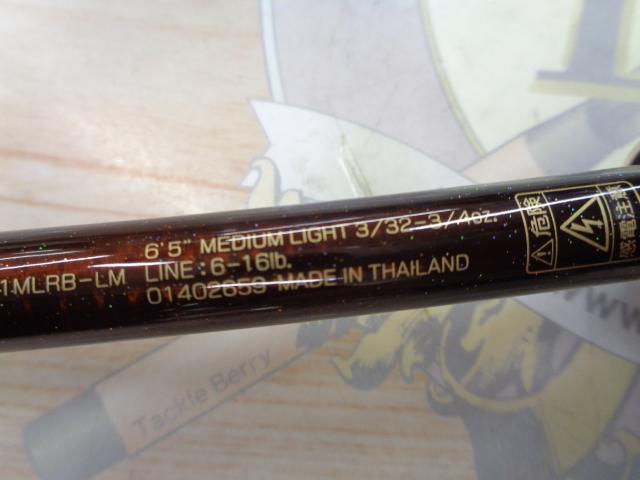 6'5" MEDIUM LIGHT 3/32-3/4oz.
1MLRB-LM LINE:6-16lb.
01402659 MADE IN THAILAND
危険
感電注意
Tackle Berry